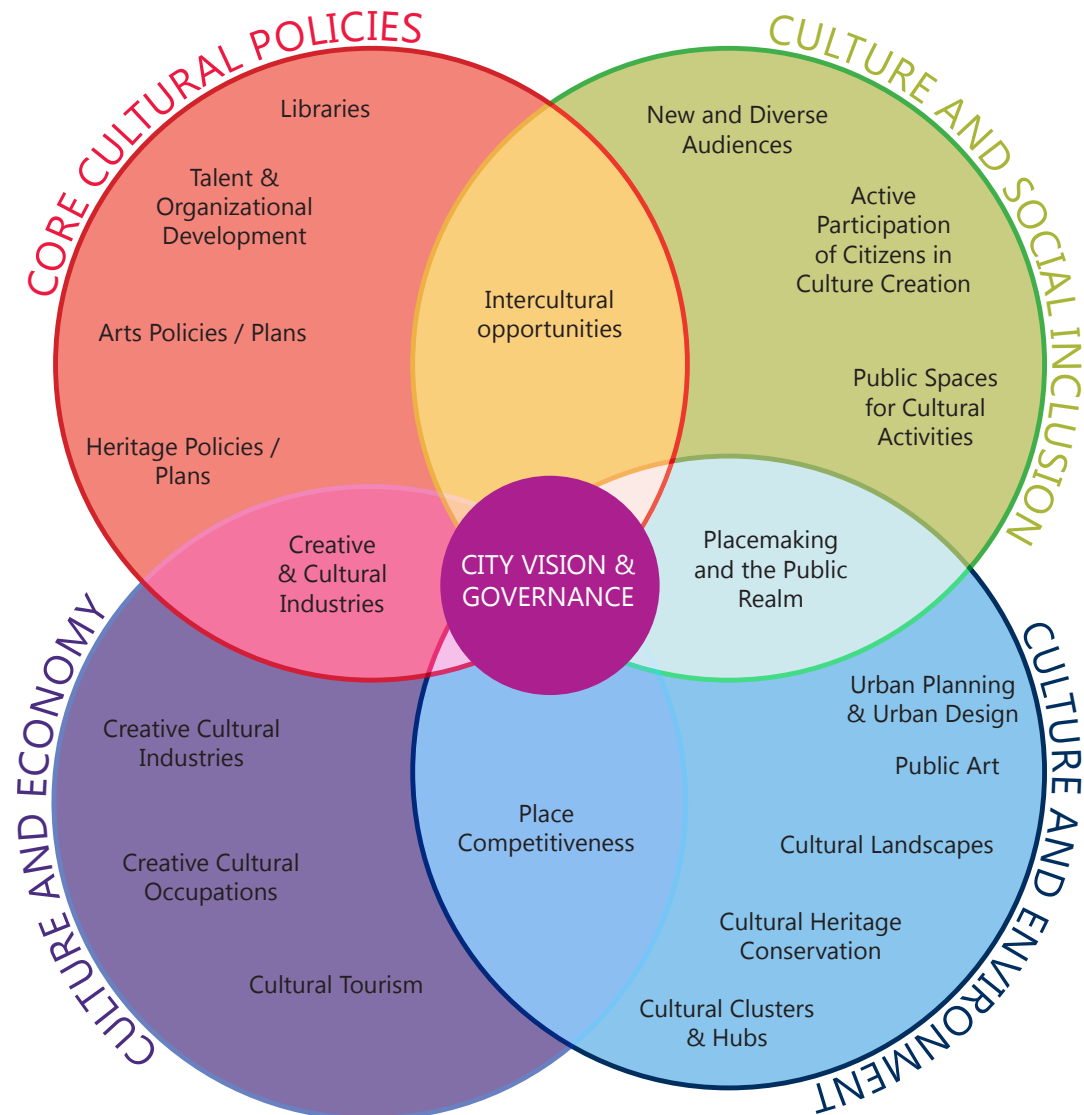 CORE CULTURAL POLICIES
Libraries
Talent &
Organizational
Development
Arts Policies / Plans
Heritage Policies /
Plans
CULTURE AND SOCIAL INCLUSION
New and Diverse
Audiences
Active
Participation
of Citizens in
Culture Creation
Public Spaces
for Cultural
Activities
Intercultural
opportunities
Creative
& Cultural
Industries
CITY VISION &
GOVERNANCE
Placemaking
and the Public
Realm
CULTURE AND ECONOMY
Creative Cultural
Industries
Creative Cultural
Occupations
Cultural Tourism
Place
Competitiveness
CULTURE AND ENVIRONMENT
Urban Planning
& Urban Design
Public Art
Cultural Landscapes
Cultural Heritage
Conservation
Cultural Clusters
& Hubs